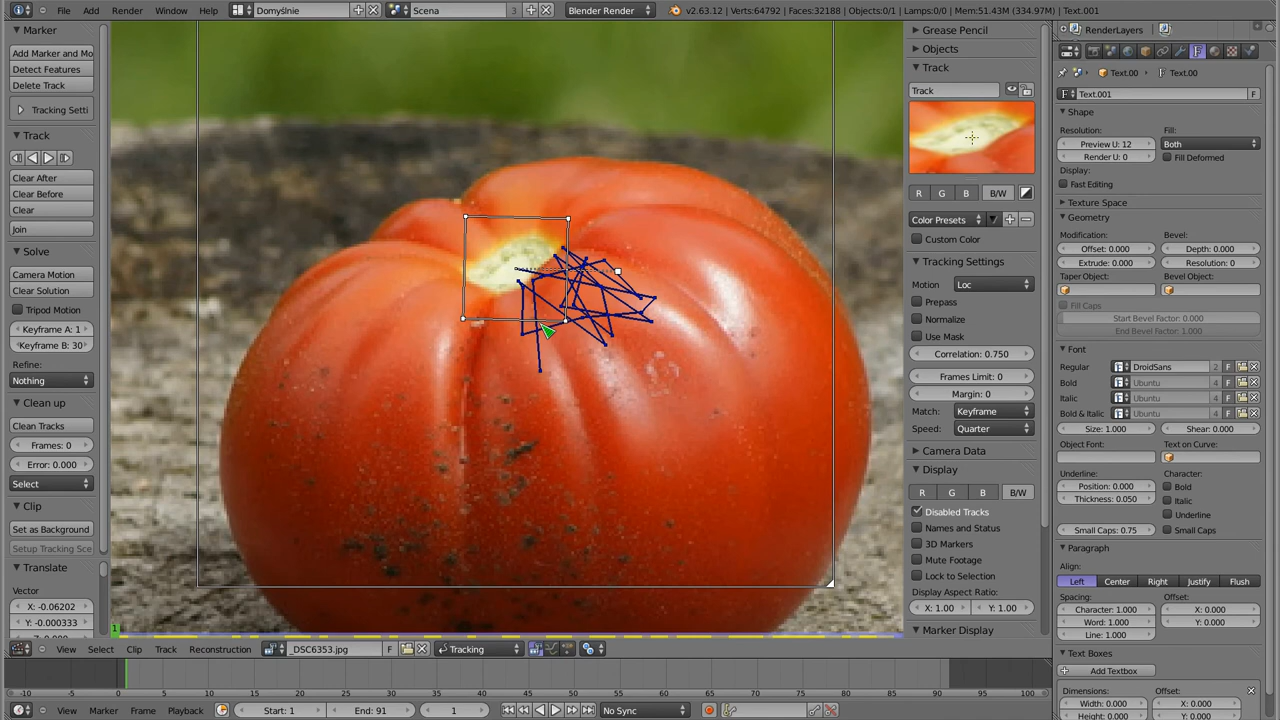 File Add Render Help Domyślnie Scena 3 Blender Render v2.63.12 | Verts:64792 | Faces:32188 | Objects:0/1 | Lamps:0/0 | Mem:51.43M (334.97M) | Text.001
Marker
Add Marker and Mo
Detect Features
Delete Track
Tracking Setti
Track
Clear After
Clear Before
Clear
Join
Solve
Camera Motion
Clear Solution
Tripod Motion
Keyframe A: 1
Keyframe B: 30
Refine:
Nothing
Clean up
Clean Tracks
Frames: 0
Error: 0.000
Select
Clip
Set as Background
Setup Tracking Sce
Translate
Vector
X: -0.06202
Y: -0.000333
1
View Select Clip Track Reconstruction _DSC6353.jpg F Tracking
-10 -5 0 5 10 15 20 25 30 35 40 45 50 55 60 65 70 75 80 85 90 95 100
View Marker Frame Playback Start: 1 End: 91 1 No Sync
Grease Pencil
Objects
Track
Track
R G B B/W
Color Presets
Custom Color
Tracking Settings
Motion Loc
Prepass
Normalize
Use Mask
Correlation: 0.750
Frames Limit: 0
Margin: 0
Match: Keyframe
Speed: Quarter
Camera Data
Display
R G B B/W
Disabled Tracks
Names and Status
3D Markers
Mute Footage
Lock to Selection
Display Aspect Ratio:
X: 1.00 Y: 1.00
Marker Display
RenderLayers
Text.00 Text.00
F Text.001 F
Shape
Resolution: Fill:
Preview U: 12 Both
Render U: 0 Fill Deformed
Display:
Fast Editing
Texture Space
Geometry
Modification: Bevel:
Offset: 0.000 Depth: 0.000
Extrude: 0.000 Resolution: 0
Taper Object: Bevel Object:
Fill Caps
Start Bevel Factor: 0.000
End Bevel Factor: 1.000
Font
Regular DroidSans 2 F
Bold Ubuntu 4 F
Italic Ubuntu 4 F
Bold & Italic Ubuntu 4 F
Size: 1.000 Shear: 0.000
Object Font: Text on Curve:
Underline: Character:
Position: 0.000 Bold
Thickness: 0.050 Italic
Underline
Small Caps: 0.75 Small Caps
Paragraph
Align:
Left Center Right Justify Flush
Spacing: Offset:
Character: 1.000 X: 0.000
Word: 1.000 Y: 0.000
Line: 1.000
Text Boxes
Add Textbox
Dimensions: Offset:
Width: 0.000 X: 0.000
Height: 0.000 Y: 0.000